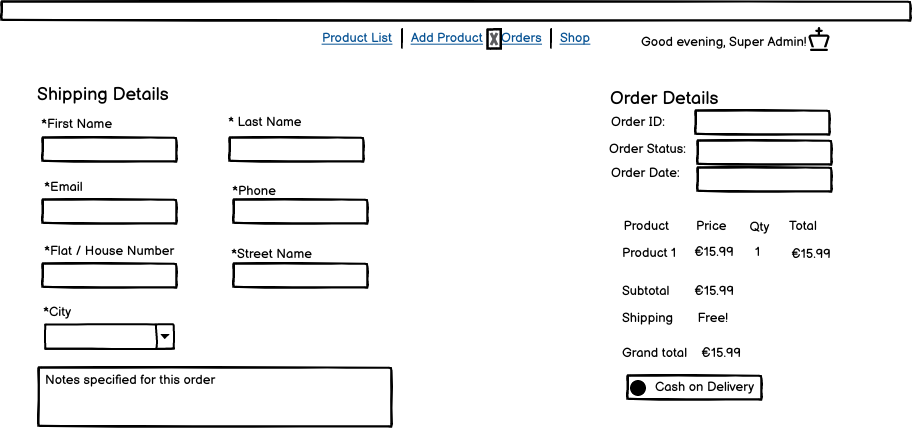 Product List | Add Product X Orders | Shop
Good evening, Super Admin!
Shipping Details
*First Name
* Last Name
*Email
*Phone
*Flat / House Number
*Street Name
*City
Notes specified for this order
Order Details
Order ID:
Order Status:
Order Date:
Product Price Qty Total
Product 1 €15.99 1 €15.99
Subtotal €15.99
Shipping Free!
Grand total €15.99
Cash on Delivery